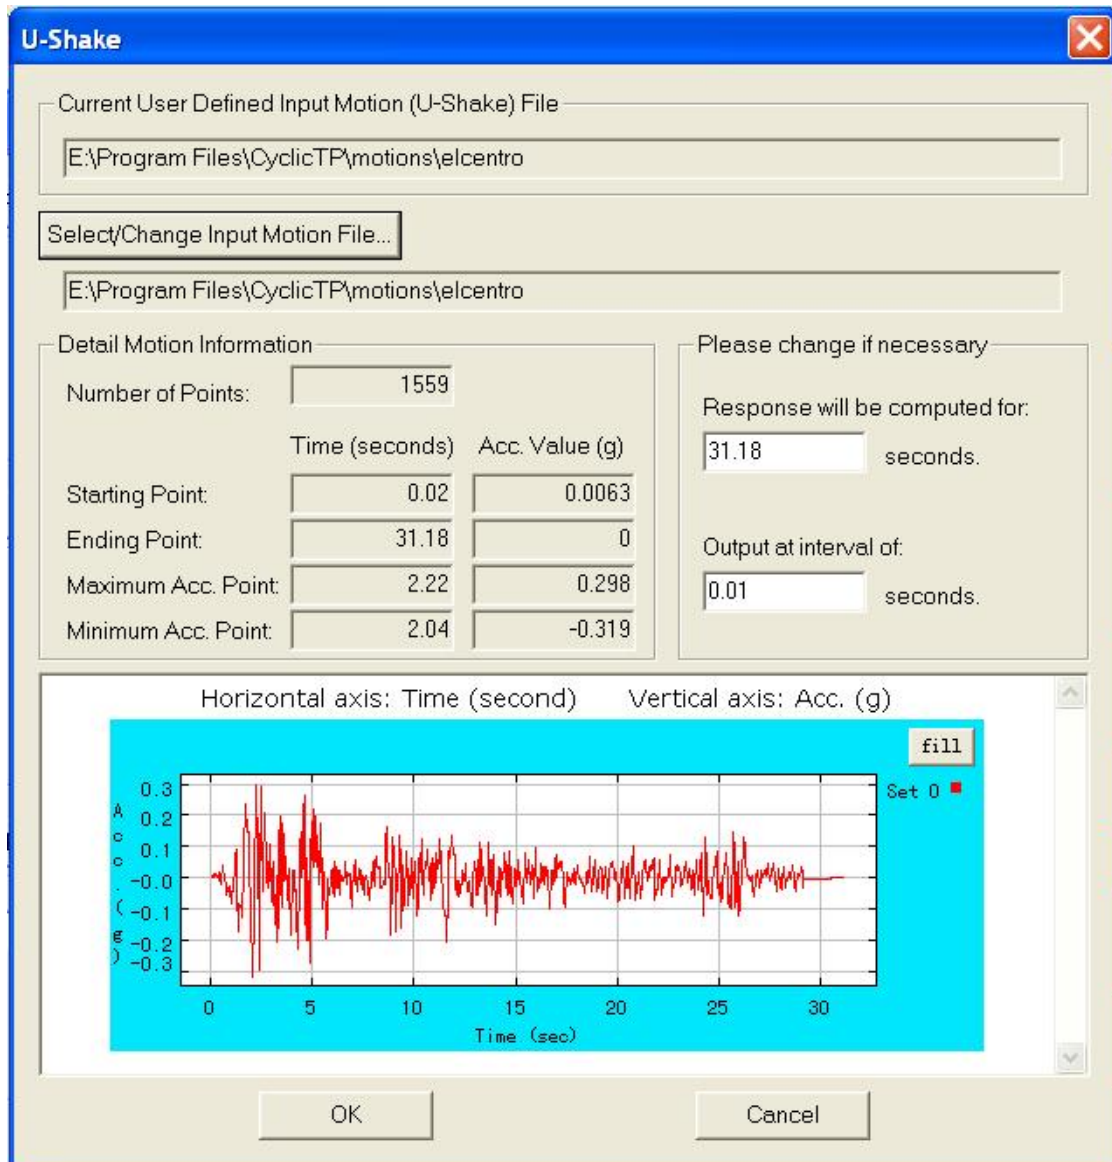 U-Shake
Current User Defined Input Motion (U-Shake) File
E:\Program Files\CyclicTP\motions\elcentro
Select/Change Input Motion File...
E:\Program Files\CyclicTP\motions\elcentro
Detail Motion Information
Number of Points: 1559
Time (seconds) Acc. Value (g)
Starting Point: 0.02 0.0063
Ending Point: 31.18 0
Maximum Acc. Point: 2.22 0.298
Minimum Acc. Point: 2.04 -0.319
Please change if necessary
Response will be computed for:
31.18 seconds.
Output at interval of:
0.01 seconds.
Horizontal axis: Time (second) Vertical axis: Acc. (g)
fill
Set 0
Acc. (g)
0.3
0.2
0.1
-0.0
-0.1
-0.2
-0.3
0 5 10 15 20 25 30
Time (sec)
OK Cancel